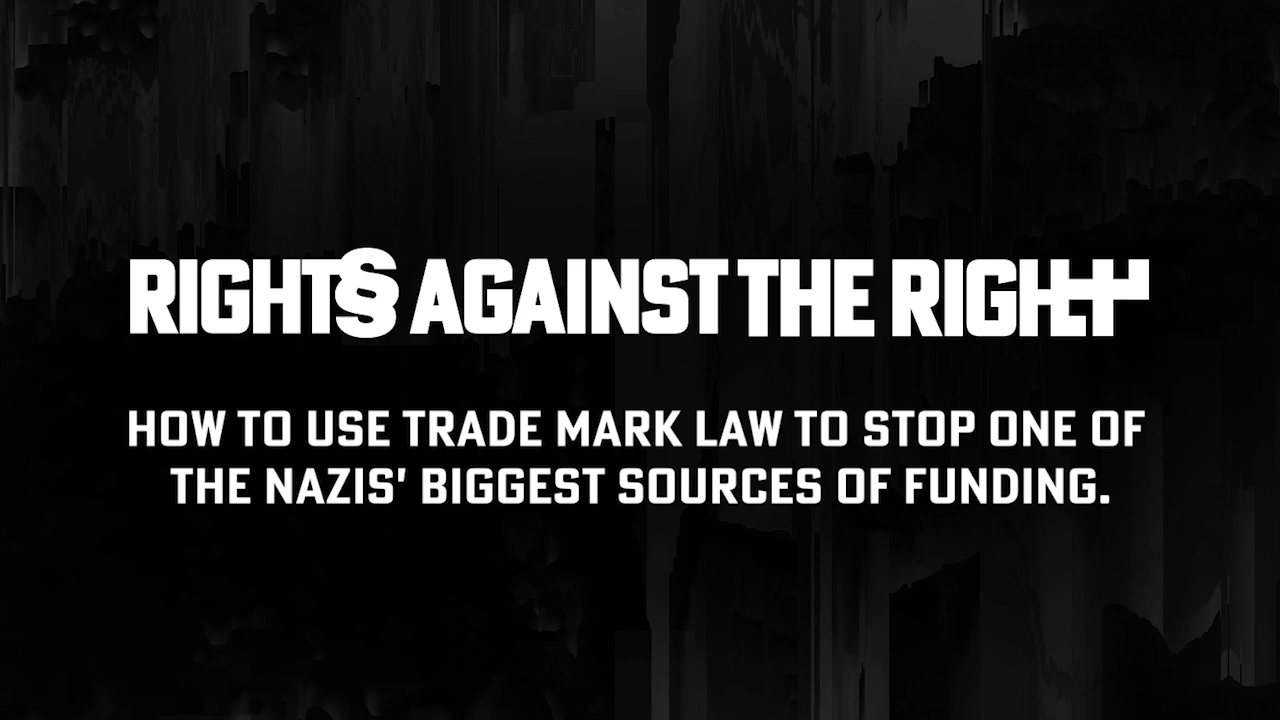 RIGHT§ AGAINST THE RIGHT
HOW TO USE TRADE MARK LAW TO STOP ONE OF
THE NAZIS' BIGGEST SOURCES OF FUNDING.